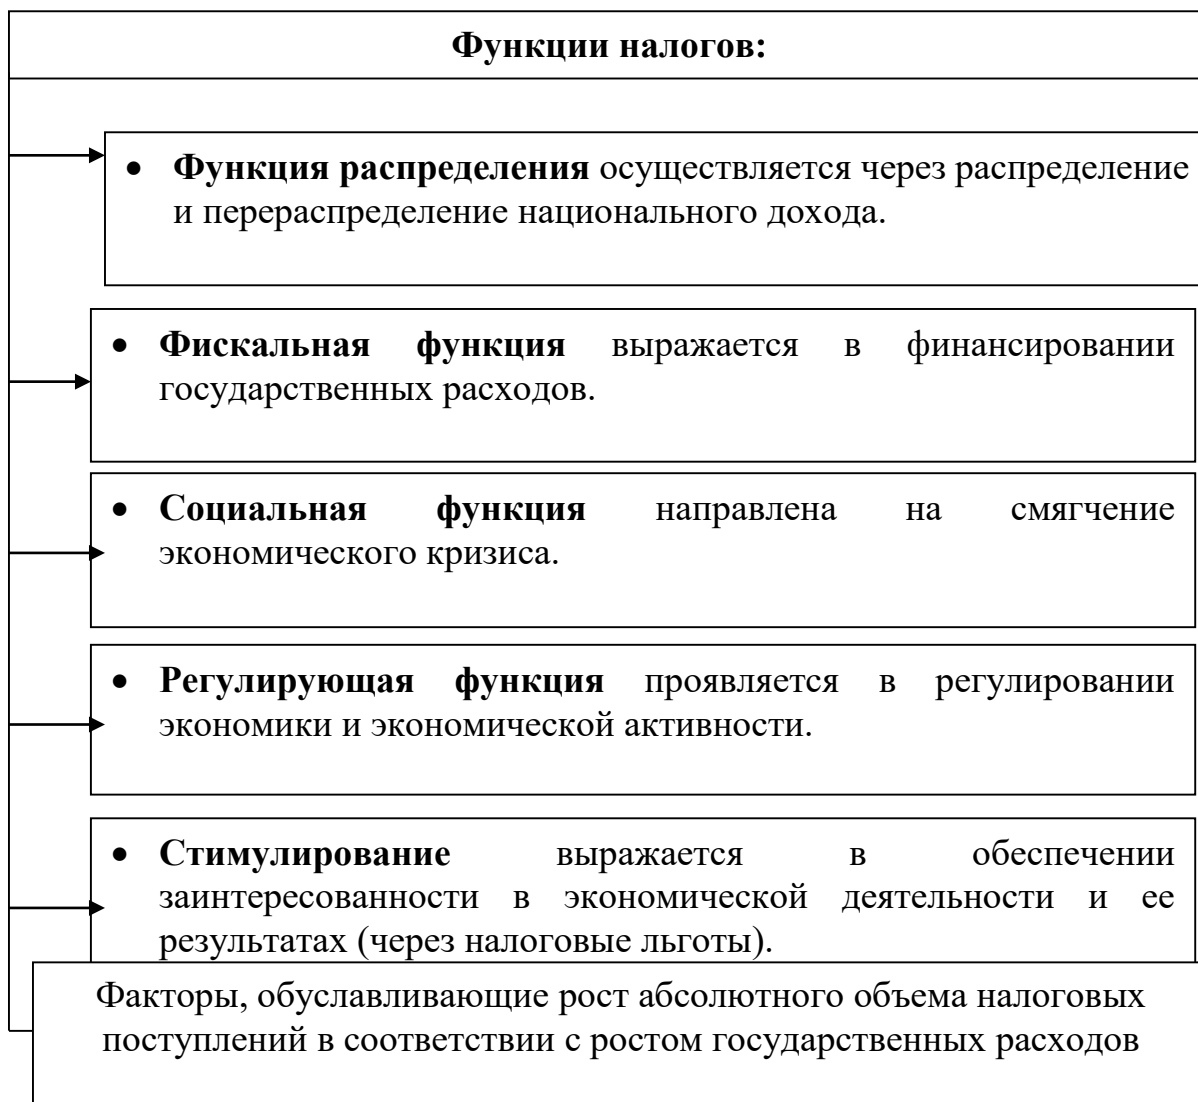 Функции налогов:
• Функция распределения осуществляется через распределение
и перераспределение национального дохода.
• Фискальная функция выражается в финансировании
государственных расходов.
• Социальная функция направлена на смягчение
экономического кризиса.
• Регулирующая функция проявляется в регулировании
экономики и экономической активности.
• Стимулирование выражается в обеспечении
заинтересованности в экономической деятельности и ее
результатах (через налоговые льготы).
Факторы, обуславливающие рост абсолютного объема налоговых
поступлений в соответствии с ростом государственных расходов